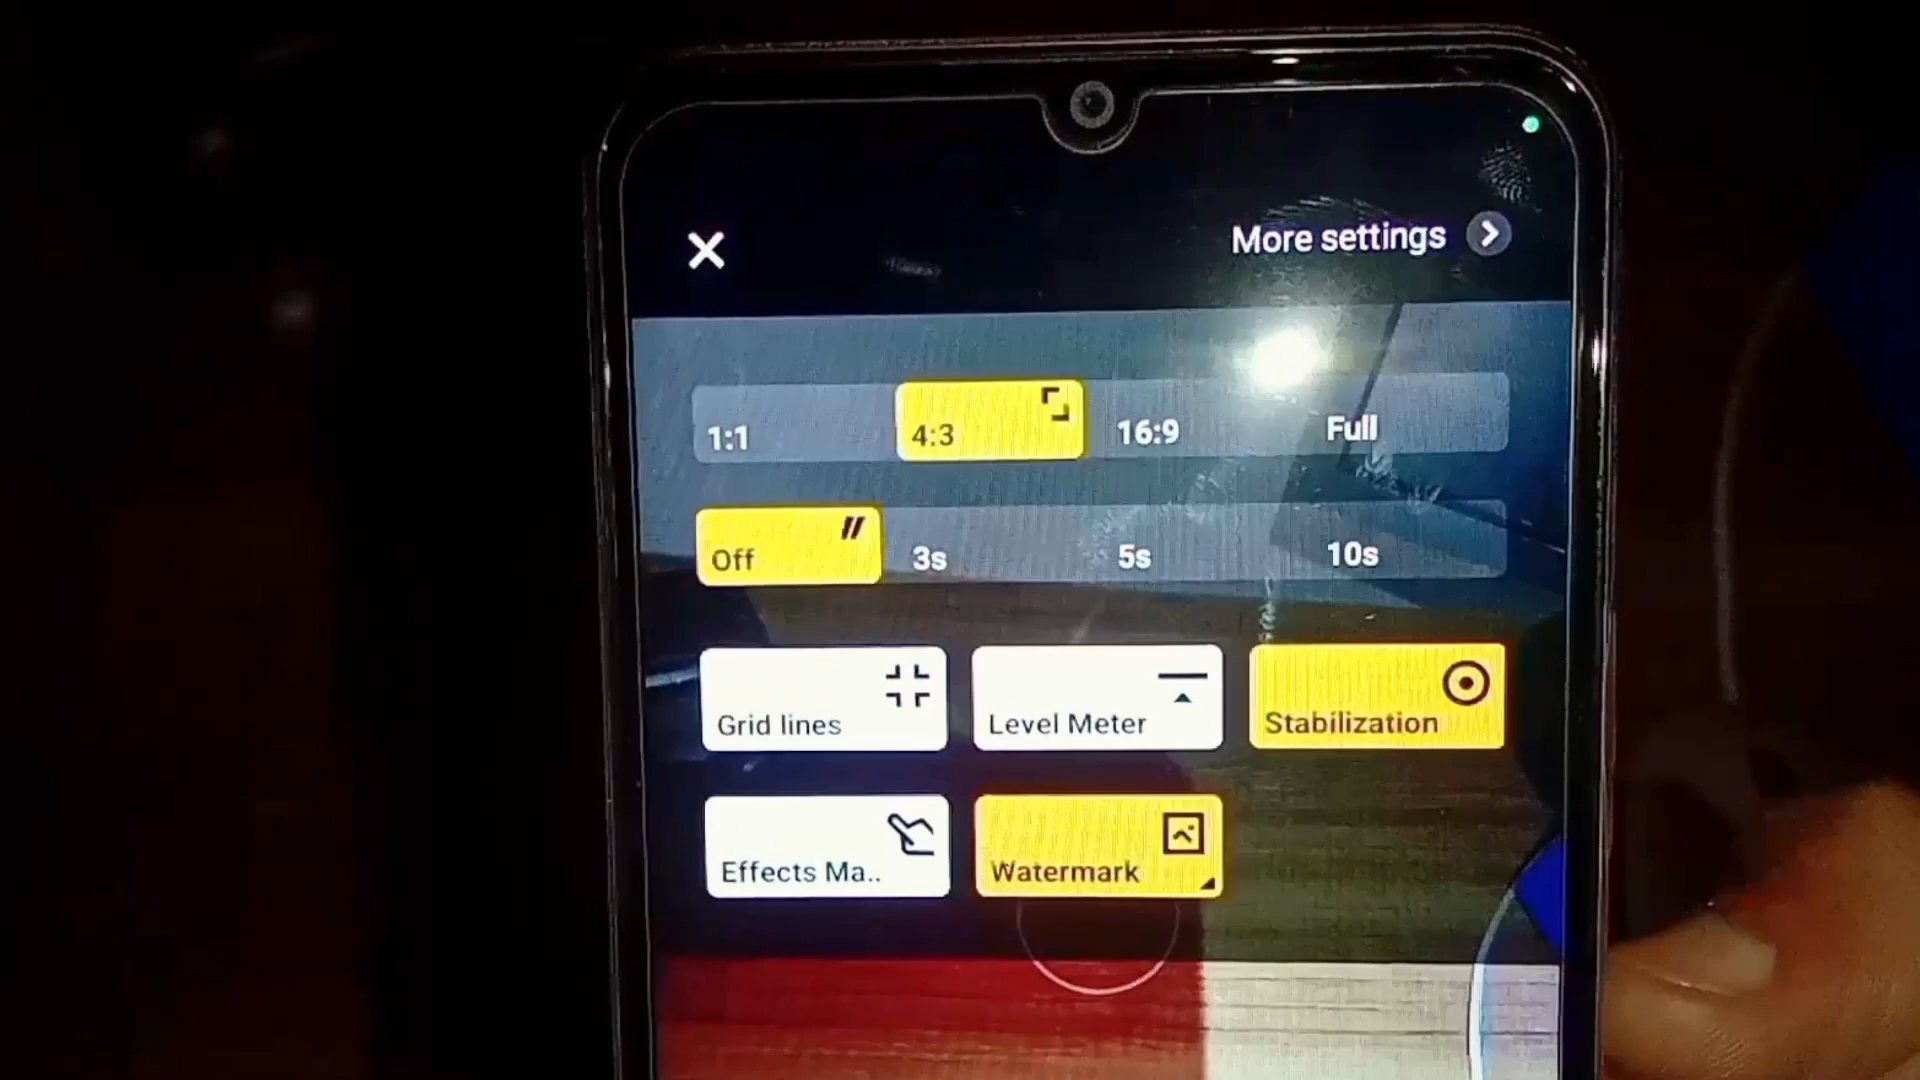 More settings
1:1 4:3 16:9 Full
Off 3s 5s 10s
Grid lines Level Meter Stabilization
Effects Ma.. Watermark